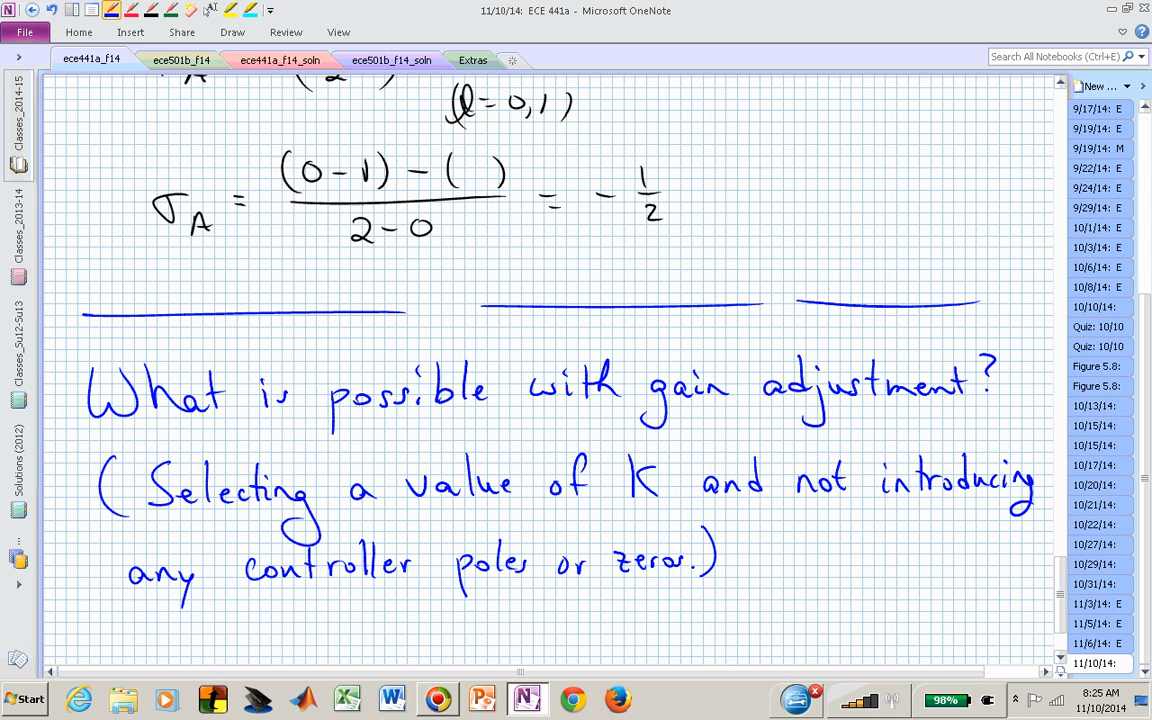 11/10/14: ECE 441a - Microsoft OneNote
File Home Insert Share Draw Review View
ece441a_f14 ece501b_f14 ece441a_f14_soln ece501b_f14_soln Extras
Search All Notebooks (Ctrl+E)
Classes_2014-15
Classes_2013-14
Classes_Su12-Su13
Solutions (2012)
A (2 )
(l = 0, 1)
σ_A = ((0 - 1) - ( )) / (2 - 0) = - 1/2
What is possible with gain adjustment?
(Selecting a value of K and not introducing
any controller poles or zeros.)
New ...
9/17/14: E
9/19/14: E
9/19/14: M
9/22/14: E
9/24/14: E
9/29/14: E
10/1/14: E
10/3/14: E
10/6/14: E
10/8/14: E
10/10/14:
Quiz: 10/10
Quiz: 10/10
Figure 5.8:
Figure 5.8:
10/13/14:
10/15/14:
10/15/14:
10/17/14:
10/20/14:
10/21/14:
10/22/14:
10/27/14:
10/29/14:
10/31/14:
11/3/14: E
11/5/14: E
11/6/14: E
11/10/14:
Start
98%
8:25 AM
11/10/2014